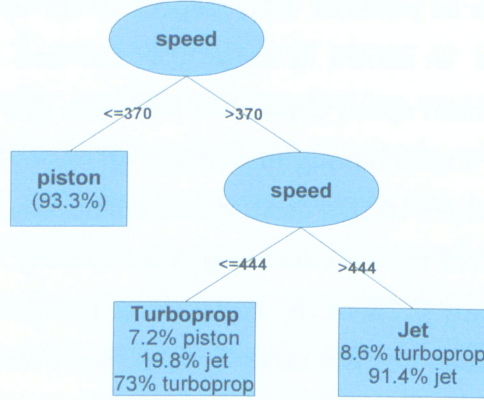 speed
<=370
>370
piston
(93.3%)
speed
<=444
>444
Turboprop
7.2% piston
19.8% jet
73% turboprop
Jet
8.6% turboprop
91.4% jet